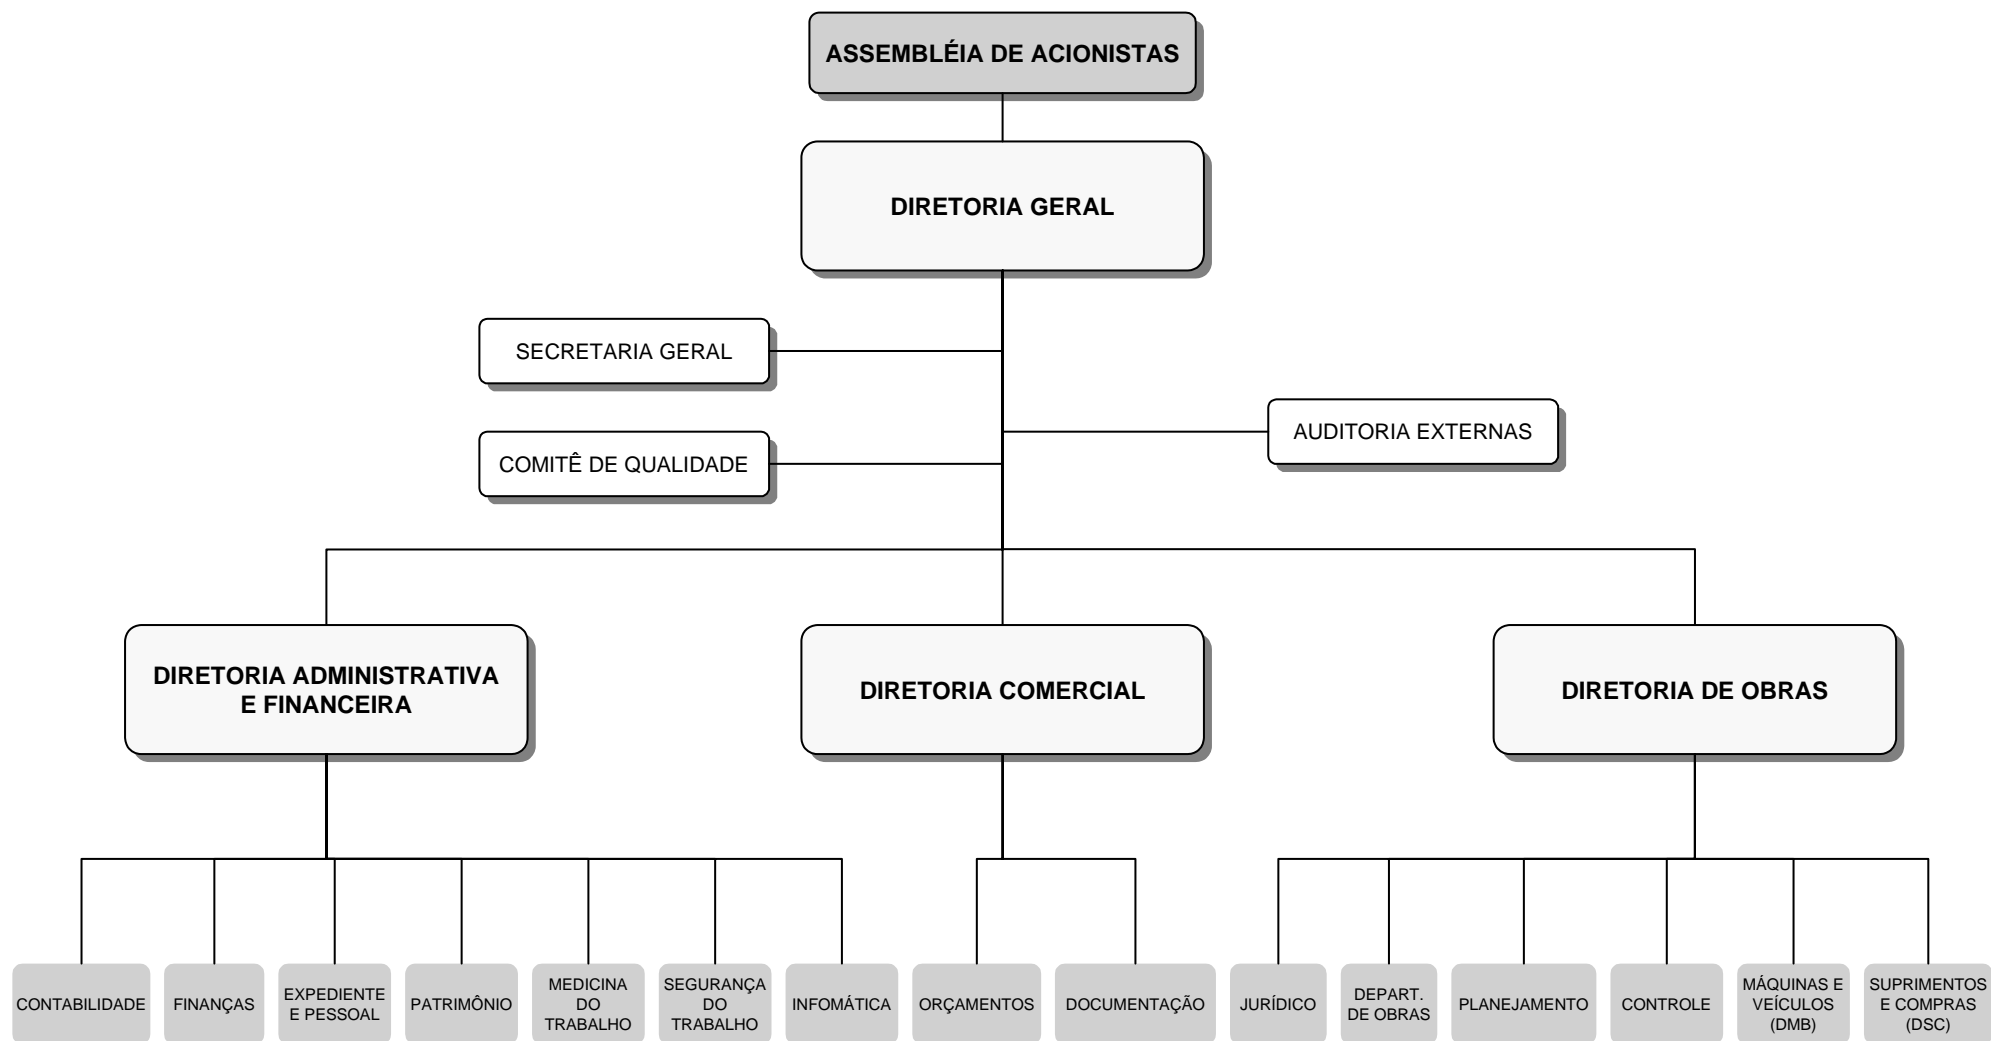 ASSEMBLÉIA DE ACIONISTAS
DIRETORIA GERAL
SECRETARIA GERAL
AUDITORIA EXTERNAS
COMITÊ DE QUALIDADE
DIRETORIA ADMINISTRATIVA
E FINANCEIRA
DIRETORIA COMERCIAL
DIRETORIA DE OBRAS
CONTABILIDADE
FINANÇAS
EXPEDIENTE
E PESSOAL
PATRIMÔNIO
MEDICINA
DO
TRABALHO
SEGURANÇA
DO
TRABALHO
INFOMÁTICA
ORÇAMENTOS
DOCUMENTAÇÃO
JURÍDICO
DEPART.
DE OBRAS
PLANEJAMENTO
CONTROLE
MÁQUINAS E
VEÍCULOS
(DMB)
SUPRIMENTOS
E COMPRAS
(DSC)